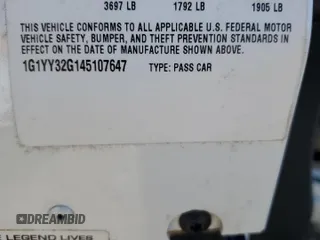 3697 LB 1792 LB 1905 LB
THIS VEHICLE CONFORMS TO ALL APPLICABLE U.S. FEDERAL MOTOR
VEHICLE SAFETY, BUMPER, AND THEFT PREVENTION STANDARDS IN
EFFECT ON THE DATE OF MANUFACTURE SHOWN ABOVE.
1G1YY32G145107647 TYPE: PASS CAR
LEGEND LIVES
DREAMBID